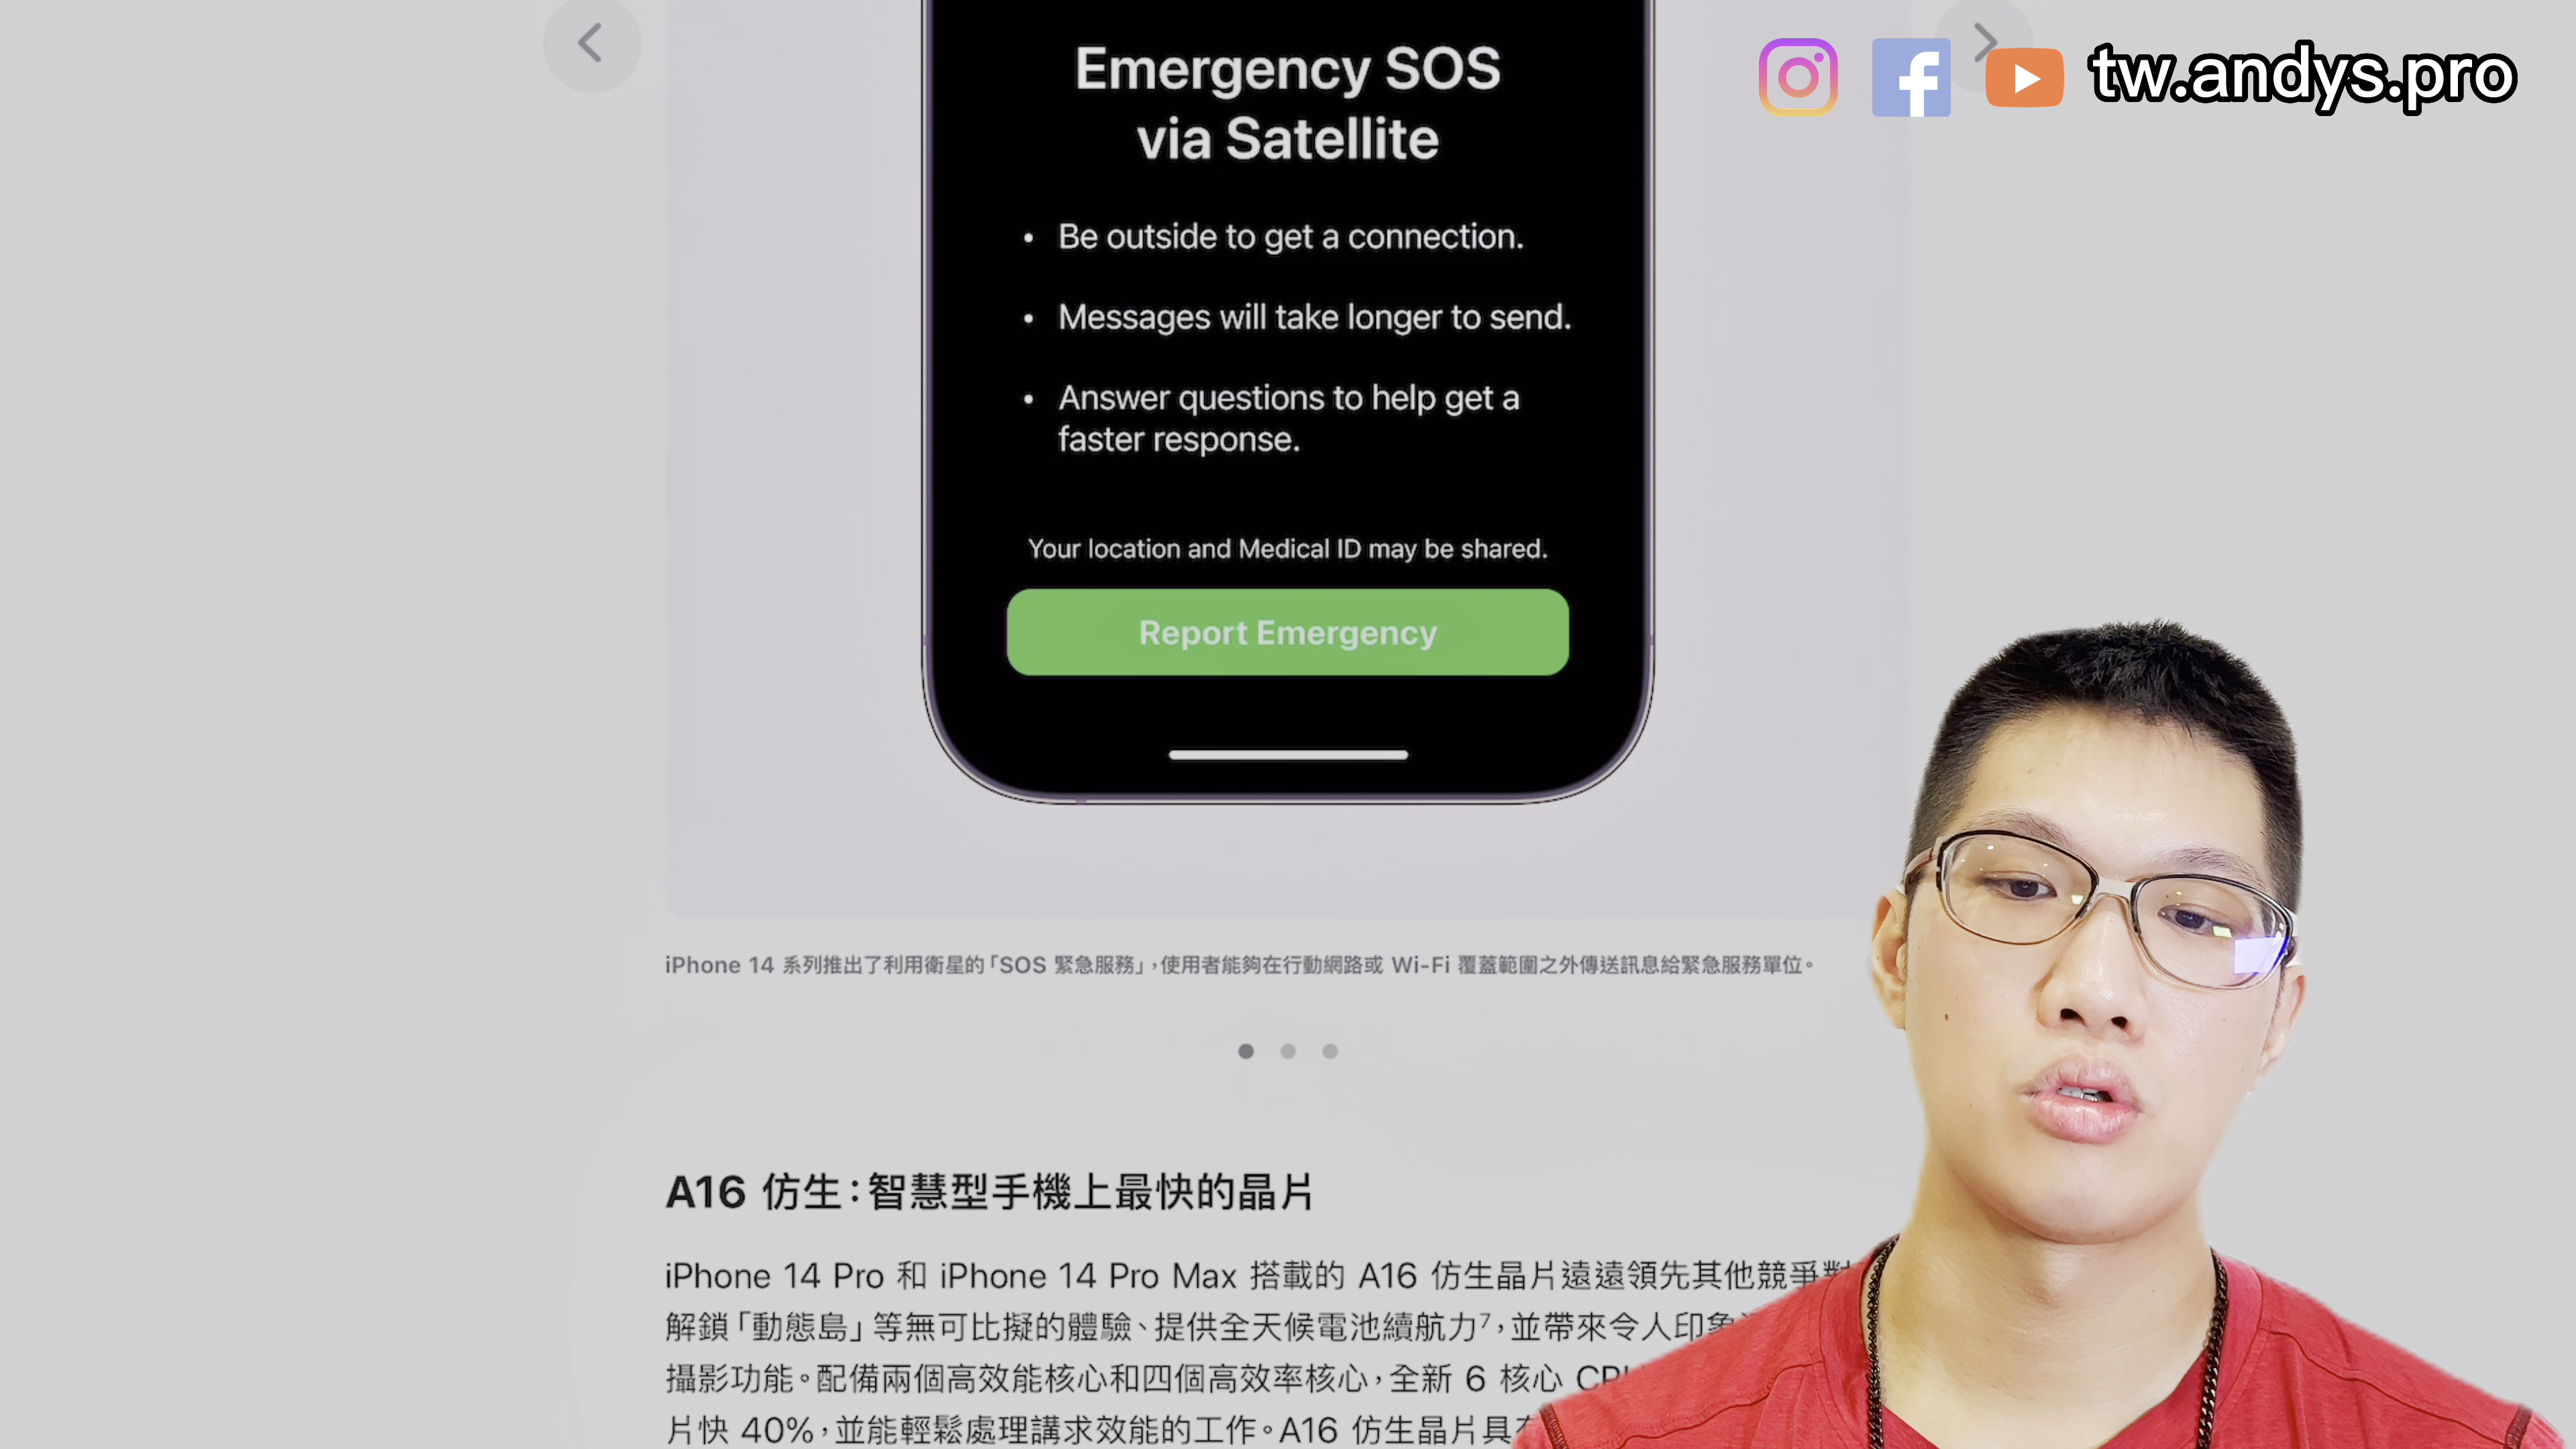 tw.andys.pro
Emergency SOS
via Satellite
• Be outside to get a connection.
• Messages will take longer to send.
• Answer questions to help get a
faster response.
Your location and Medical ID may be shared.
Report Emergency
iPhone 14 系列推出了利用衛星的「SOS 緊急服務」，使用者能夠在行動網路或 Wi-Fi 覆蓋範圍之外傳送訊息給緊急服務單位。
A16 仿生：智慧型手機上最快的晶片
iPhone 14 Pro 和 iPhone 14 Pro Max 搭載的 A16 仿生晶片遠遠領先其他競爭
解鎖「動態島」等無可比擬的體驗、提供全天候電池續航力7，並帶來令人印象
攝影功能。配備兩個高效能核心和四個高效率核心，全新 6 核心
片快 40%，並能輕鬆處理講求效能的工作。A16 仿生晶片具